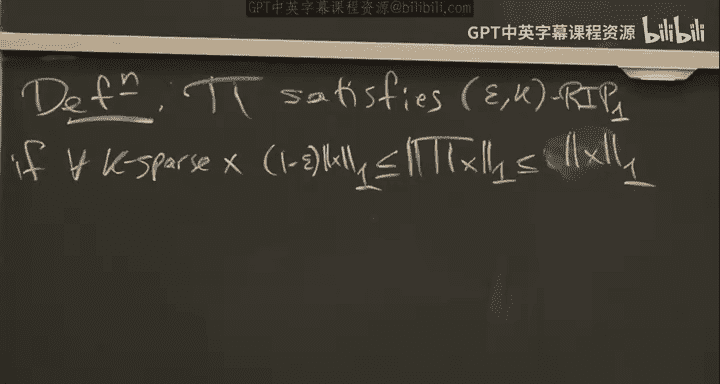 GPT中英字幕课程资源@bilibili.com
GPT中英字幕课程资源 bilibili
Defⁿ. Π satisfies (ε,k)-RIP₁
if ∀ k-sparse x (1-ε)‖x‖₁ ≤ ‖Πx‖₁ ≤ ‖x‖₁